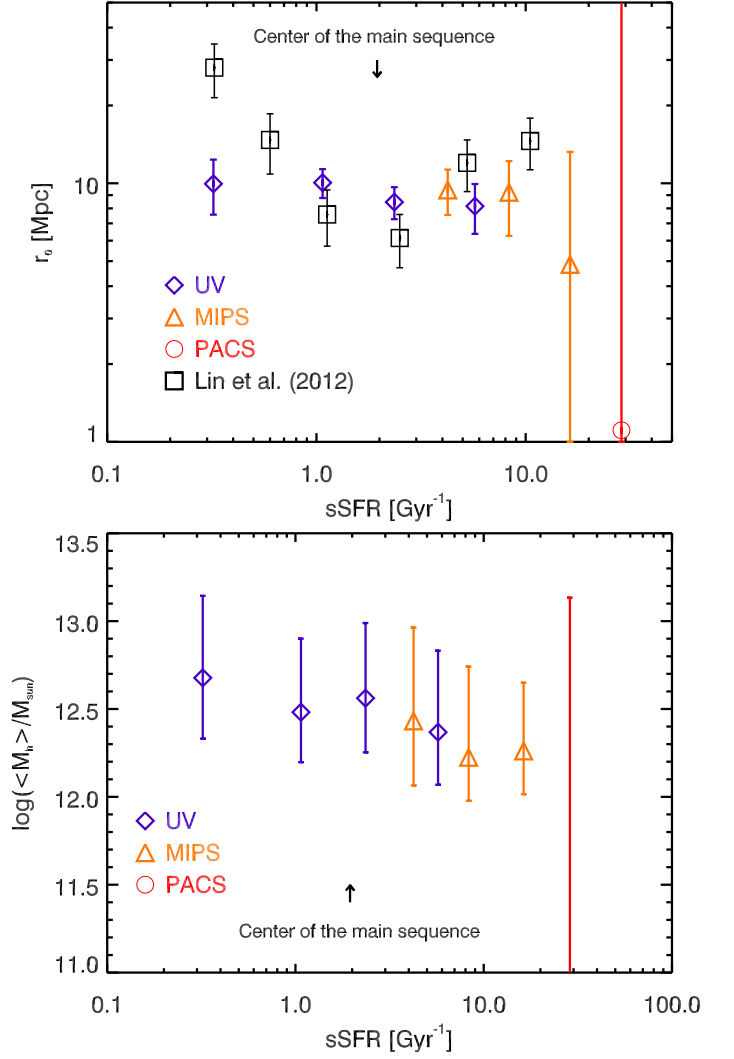 Center of the main sequence
10
1
r₀ [Mpc]
UV
MIPS
PACS
Lin et al. (2012)
0.1 1.0 10.0
sSFR [Gyr⁻¹]
13.5
13.0
12.5
12.0
11.5
11.0
log(<Mₕ>/Mₛᵤₙ)
UV
MIPS
PACS
Center of the main sequence
0.1 1.0 10.0 100.0
sSFR [Gyr⁻¹]